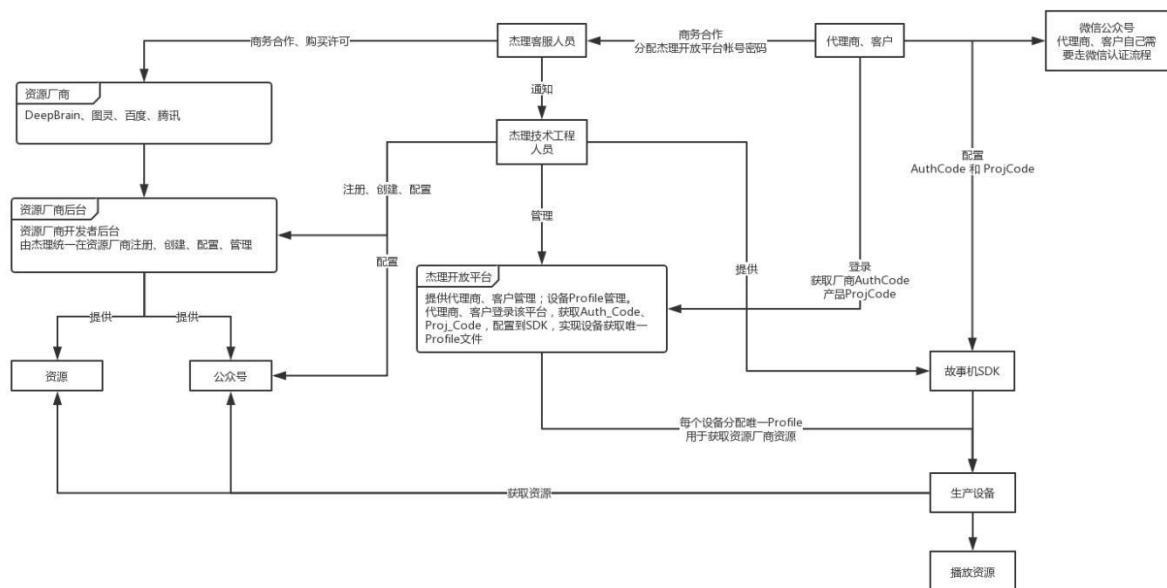 商务合作、购买许可
杰理客服人员
商务合作
分配杰理开放平台帐号密码
代理商、客户
微信公众号
代理商、客户自己需
要走微信认证流程
资源厂商
DeepBrain、图灵、百度、腾讯
通知
杰理技术工程
人员
配置
AuthCode 和 ProjCode
注册、创建、配置
资源厂商后台
资源厂商开发者后台
由杰理统一在资源厂商注册、创建、配置、管理
管理
配置
提供
登录
获取厂商AuthCode
产品ProjCode
杰理开放平台
提供代理商、客户管理；设备Profile管理。
代理商、客户登录该平台，获取Auth_Code、
Proj_Code，配置到SDK，实现设备获取唯一
Profile文件
提供
提供
资源
公众号
故事机SDK
每个设备分配唯一Profile
用于获取资源厂商资源
获取资源
生产设备
播放资源